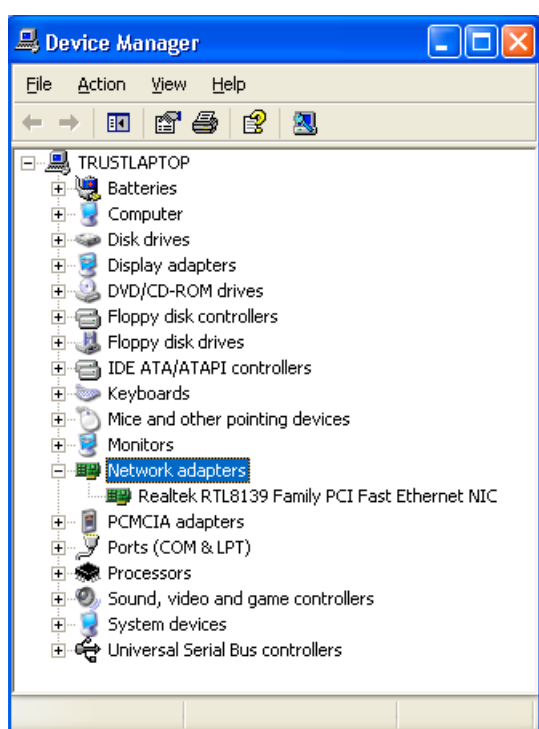 Device Manager
File Action View Help
TRUSTLAPTOP
Batteries
Computer
Disk drives
Display adapters
DVD/CD-ROM drives
Floppy disk controllers
Floppy disk drives
IDE ATA/ATAPI controllers
Keyboards
Mice and other pointing devices
Monitors
Network adapters
Realtek RTL8139 Family PCI Fast Ethernet NIC
PCMCIA adapters
Ports (COM & LPT)
Processors
Sound, video and game controllers
System devices
Universal Serial Bus controllers